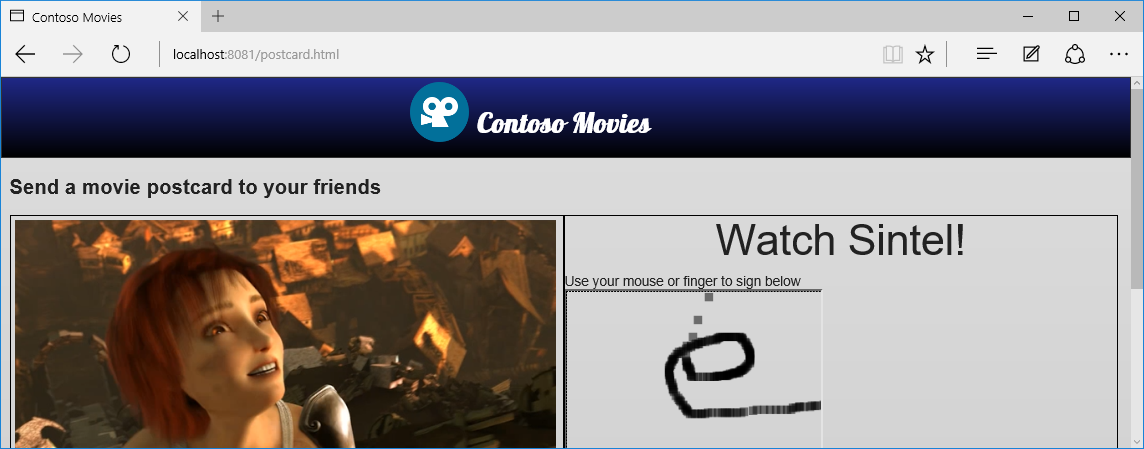 Contoso Movies
localhost:8081/postcard.html
Contoso Movies
Send a movie postcard to your friends
Watch Sintel!
Use your mouse or finger to sign below